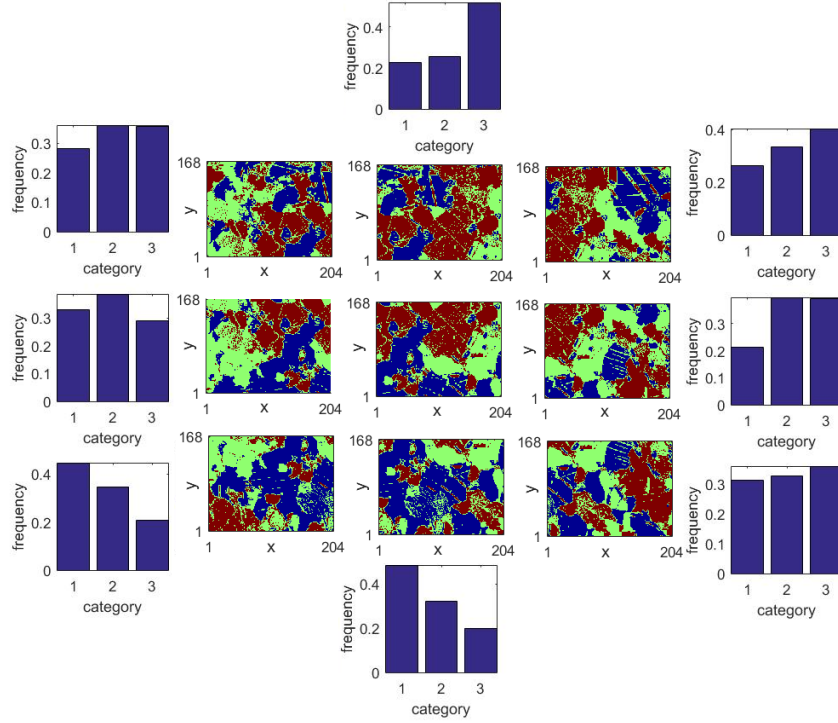 frequency
0.4
0.2
0
1 2 3
category
frequency
0.3
0.2
0.1
0
1 2 3
category
168
y
1
1 x 204
168
y
1
1 x 204
168
y
1
1 x 204
frequency
0.4
0.2
0
1 2 3
category
frequency
0.3
0.2
0.1
0
1 2 3
category
168
y
1
1 x 204
168
y
1
1 x 204
168
y
1
1 x 204
frequency
0.3
0.2
0.1
0
1 2 3
category
frequency
0.4
0.2
0
1 2 3
category
168
y
1
1 x 204
168
y
1
1 x 204
168
y
1
1 x 204
frequency
0.3
0.2
0.1
0
1 2 3
category
frequency
0.4
0.2
0
1 2 3
category